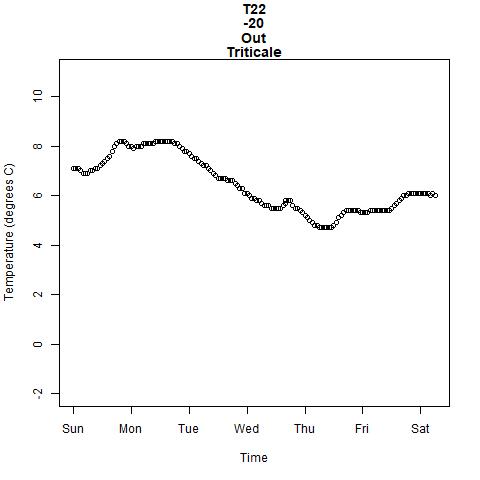 T22
-20
Out
Triticale
Temperature (degrees C)
10
8
6
4
2
0
-2
Sun Mon Tue Wed Thu Fri Sat
Time